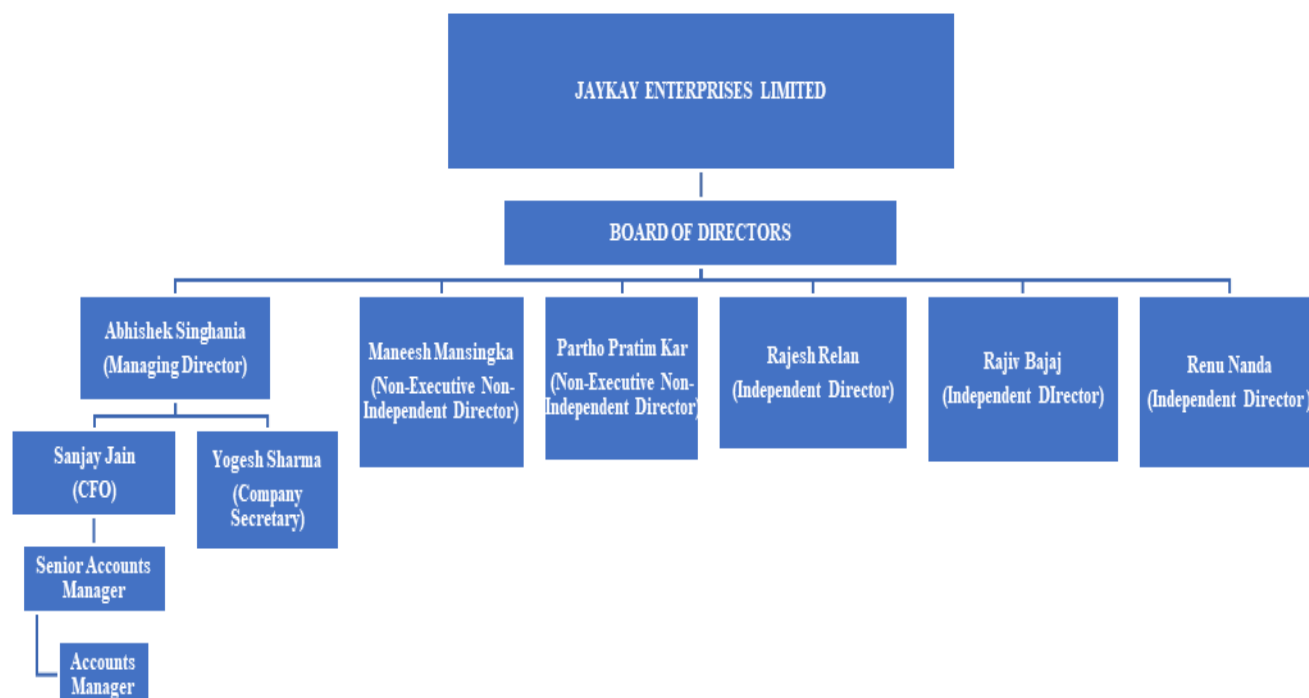 JAYKAY ENTERPRISES LIMITED
BOARD OF DIRECTORS
Abhishek Singhania
(Managing Director)
Maneesh Mansingka
(Non-Executive Non-
Independent Director)
Partho Pratim Kar
(Non-Executive Non-
Independent Director)
Rajesh Relan
(Independent Director)
Rajiv Bajaj
(Independent DIrector)
Renu Nanda
(Independent Director)
Sanjay Jain
(CFO)
Yogesh Sharma
(Company
Secretary)
Senior Accounts
Manager
Accounts
Manager